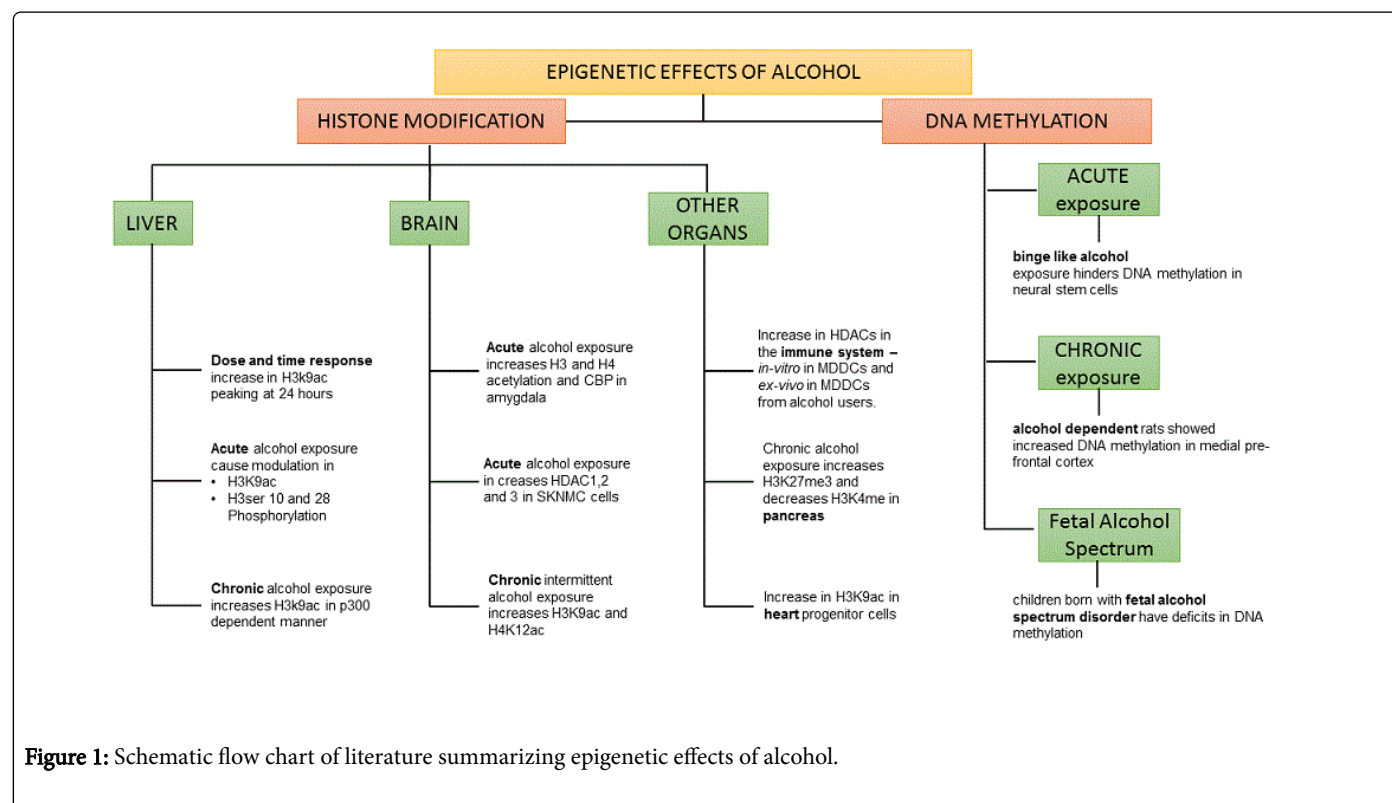 EPIGENETIC EFFECTS OF ALCOHOL
HISTONE MODIFICATION
DNA METHYLATION
LIVER
BRAIN
OTHER
ORGANS
Dose and time response
increase in H3k9ac
peaking at 24 hours
Acute alcohol exposure
cause modulation in
• H3K9ac
• H3ser 10 and 28
Phosphorylation
Chronic alcohol exposure
increases H3k9ac in p300
dependent manner
Acute alcohol exposure
increases H3 and H4
acetylation and CBP in
amygdala
Acute alcohol exposure
in creases HDAC1,2
and 3 in SKNMC cells
Chronic intermittent
alcohol exposure
increases H3K9ac and
H4K12ac
Increase in HDACs in
the immune system –
in-vitro in MDDCs and
ex-vivo in MDDCs
from alcohol users.
Chronic alcohol
exposure increases
H3K27me3 and
decreases H3K4me in
pancreas
Increase in H3K9ac in
heart progenitor cells
ACUTE
exposure
binge like alcohol
exposure hinders DNA methylation in
neural stem cells
CHRONIC
exposure
alcohol dependent rats showed
increased DNA methylation in medial pre-
frontal cortex
Fetal Alcohol
Spectrum
children born with fetal alcohol
spectrum disorder have deficits in DNA
methylation
Figure 1: Schematic flow chart of literature summarizing epigenetic effects of alcohol.